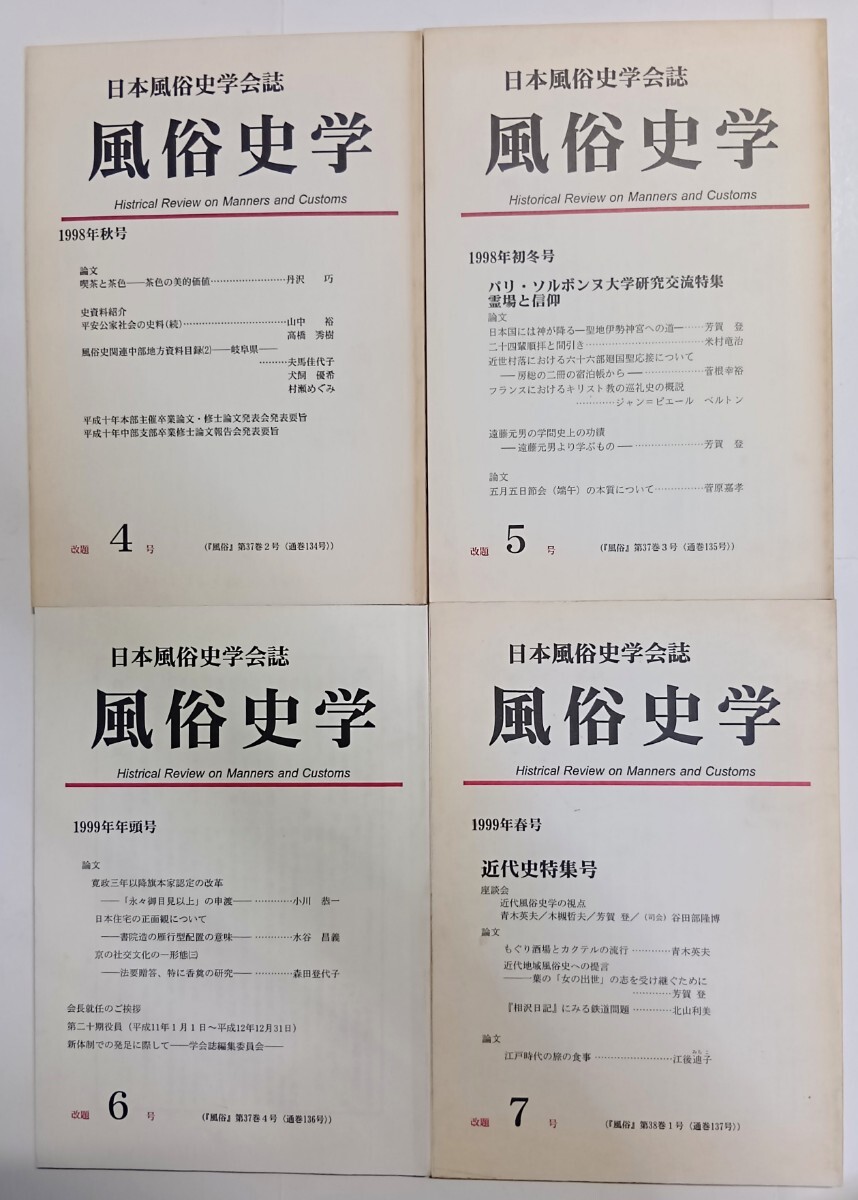 日本風俗史学会誌
風俗史学
Histrical Review on Manners and Customs
1998年秋号
論文
喫茶と茶色――茶色の美的価値……………………丹沢 巧
史資料紹介
平安公家社会の史料(続)……………………………山中 裕
高橋 秀樹
風俗史関連中部地方資料目録(2)――岐阜県――
………夫馬佳代子
犬飼 優希
村瀬めぐみ
平成十年本部主催卒業論文・修士論文発表会発表要旨
平成十年中部支部卒業修士論文報告会発表要旨
改題 4 号 (『風俗』第37巻2号(通巻134号))
日本風俗史学会誌
風俗史学
Historical Review on Manners and Customs
1998年初冬号
パリ・ソルボンヌ大学研究交流特集
霊場と信仰
論文
日本国には神が降る―聖地伊勢神宮への道―……芳賀 登
二十四輩順拝と間引き………………………………米村竜治
近世村落における六十六部廻国聖応接について
―房総の二冊の宿泊帳から―………………菅根幸裕
フランスにおけるキリスト教の巡礼史の概説
…………ジャン＝ピエール ベルトン
遠藤元男の学問史上の功績
―遠藤元男より学ぶもの―…………………芳賀 登
論文
五月五日節会(端午)の本質について……………菅原嘉孝
改題 5 号 (『風俗』第37巻3号(通巻135号))
日本風俗史学会誌
風俗史学
Histrical Review on Manners and Customs
1999年年頭号
論文
寛政三年以降旗本家認定の改革
――「永々御目見以上」の申渡――…………小川 恭一
日本住宅の正面観について
――書院造の雁行型配置の意味――…………水谷 昌義
京の社交文化の一形態㈢
――法要贈答、特に香奠の研究――…………森田登代子
会長就任のご挨拶
第二十期役員(平成11年1月1日～平成12年12月31日)
新体制での発足に際して――学会誌編集委員会――
改題 6 号 (『風俗』第37巻4号(通巻136号))
日本風俗史学会誌
風俗史学
Histrical Review on Manners and Customs
1999年春号
近代史特集号
座談会
近代風俗史学の視点
青木英夫／木槻哲夫／芳賀 登／(司会)谷田部隆博
論文
もぐり酒場とカクテルの流行…………青木英夫
近代地域風俗史への提言
――一葉の「女の出世」の志を受け継ぐために
…………芳賀 登
『相沢日記』にみる鉄道問題…………北山利美
論文
江戸時代の旅の食事……………………江後迪子
改題 7 号 (『風俗』第38巻1号(通巻137号))